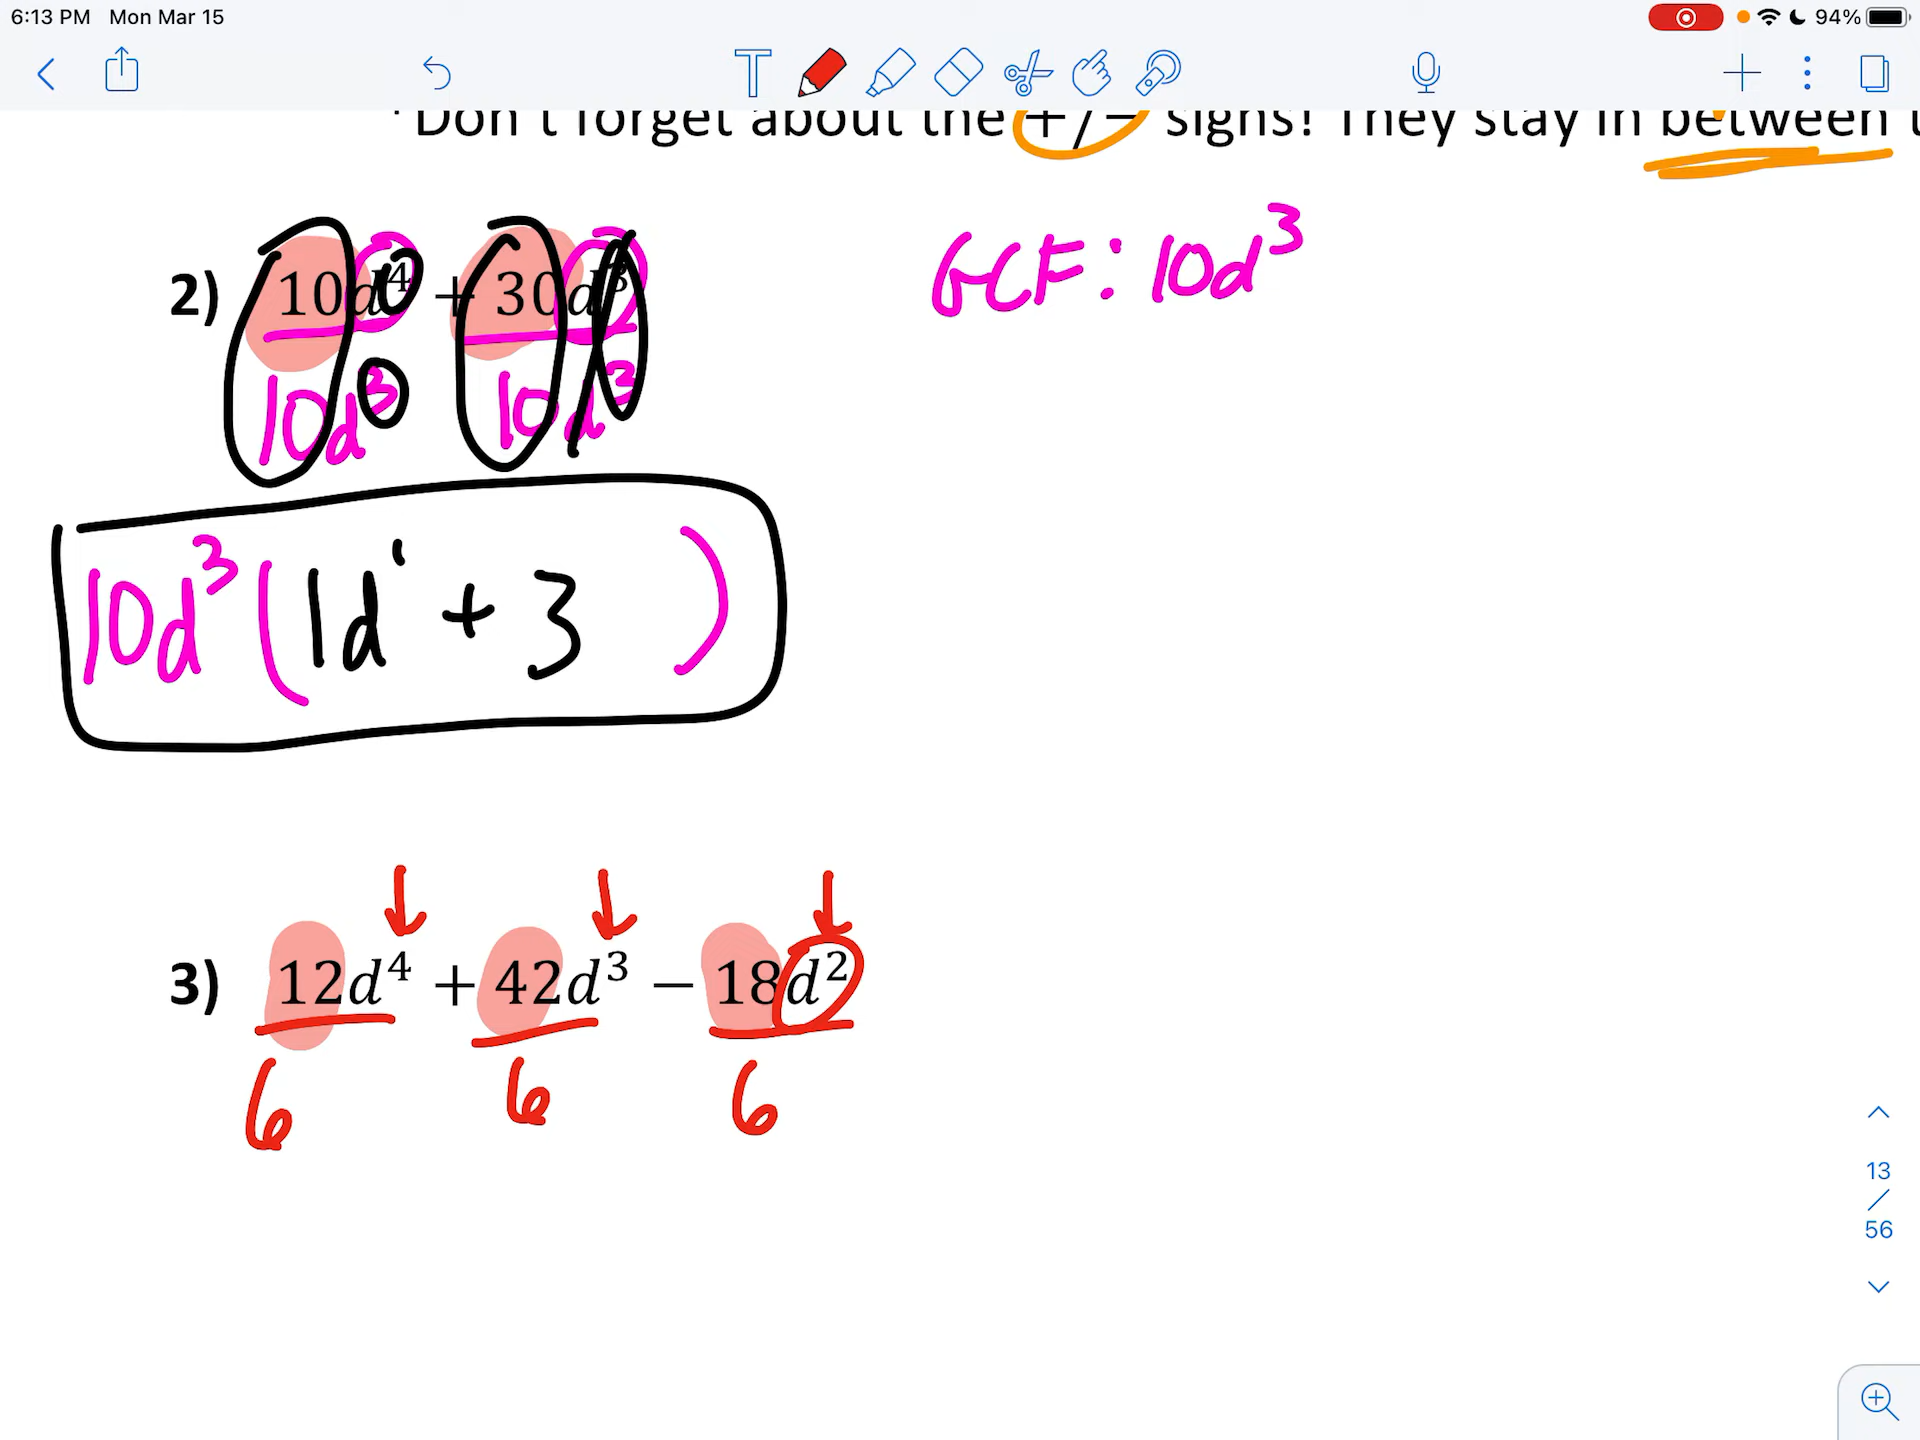 6:13 PM Mon Mar 15 94%
T
Don't forget about the +/- signs! They stay in between
2) 10d⁴ + 30d³ GCF: 10d³
10d³ 10d³
10d³(1d¹ + 3 )
3) 12d⁴ + 42d³ − 18d²
6 6 6
13
/
56